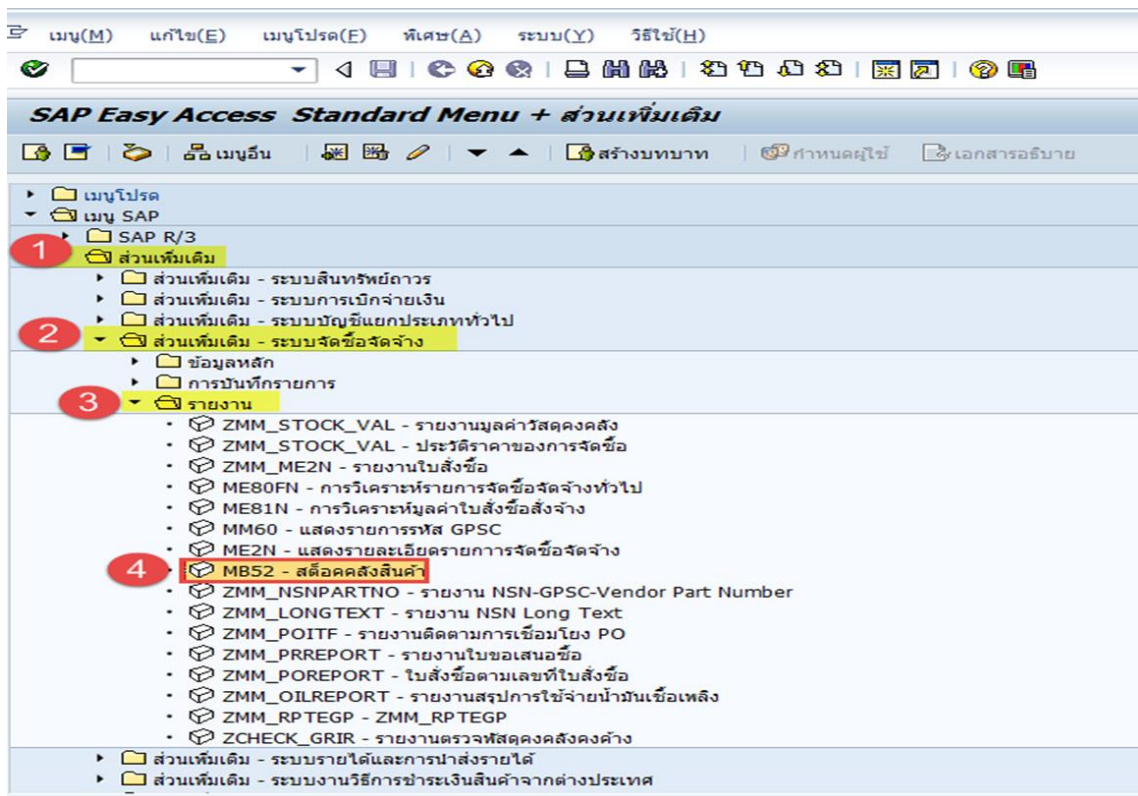 เมนู(M) แก้ไข(E) เมนูโปรด(F) พิเศษ(A) ระบบ(Y) วิธีใช้(H)
SAP Easy Access Standard Menu + ส่วนเพิ่มเติม
เมนูอื่น สร้างบทบาท กำหนดผู้ใช้ เอกสารอธิบาย
เมนูโปรด
เมนู SAP
SAP R/3
1 ส่วนเพิ่มเติม
ส่วนเพิ่มเติม - ระบบสินทรัพย์ถาวร
ส่วนเพิ่มเติม - ระบบการเบิกจ่ายเงิน
ส่วนเพิ่มเติม - ระบบบัญชีแยกประเภททั่วไป
2 ส่วนเพิ่มเติม - ระบบจัดซื้อจัดจ้าง
ข้อมูลหลัก
การบันทึกรายการ
3 รายงาน
ZMM_STOCK_VAL - รายงานมูลค่าวัสดุคงคลัง
ZMM_STOCK_VAL - ประวัติราคาของการจัดซื้อ
ZMM_ME2N - รายงานใบสั่งซื้อ
ME80FN - การวิเคราะห์รายการจัดซื้อจัดจ้างทั่วไป
ME81N - การวิเคราะห์มูลค่าใบสั่งซื้อสั่งจ้าง
MM60 - แสดงรายการรหัส GPSC
ME2N - แสดงรายละเอียดรายกาารจัดซื้อจัดจ้าง
4 MB52 - สต็อคคลังสินค้า
ZMM_NSNPARTNO - รายงาน NSN-GPSC-Vendor Part Number
ZMM_LONGTEXT - รายงาน NSN Long Text
ZMM_POITF - รายงานติดตามการเชื่อมโยง PO
ZMM_PRREPORT - รายงานใบขอเสนอซื้อ
ZMM_POREPORT - ใบสั่งซื้อตามเลขที่ใบสั่งซื้อ
ZMM_OILREPORT - รายงานสรุปการใช้จ่ายน้ำมันเชื้อเพลิง
ZMM_RPTEGP - ZMM_RPTEGP
ZCHECK_GRIR - รายงานตรวจพัสดุคงคลังคงค้าง
ส่วนเพิ่มเติม - ระบบรายได้และการนำส่งรายได้
ส่วนเพิ่มเติม - ระบบงานวิธีการชำระเงินสินค้าจากต่างประเทศ